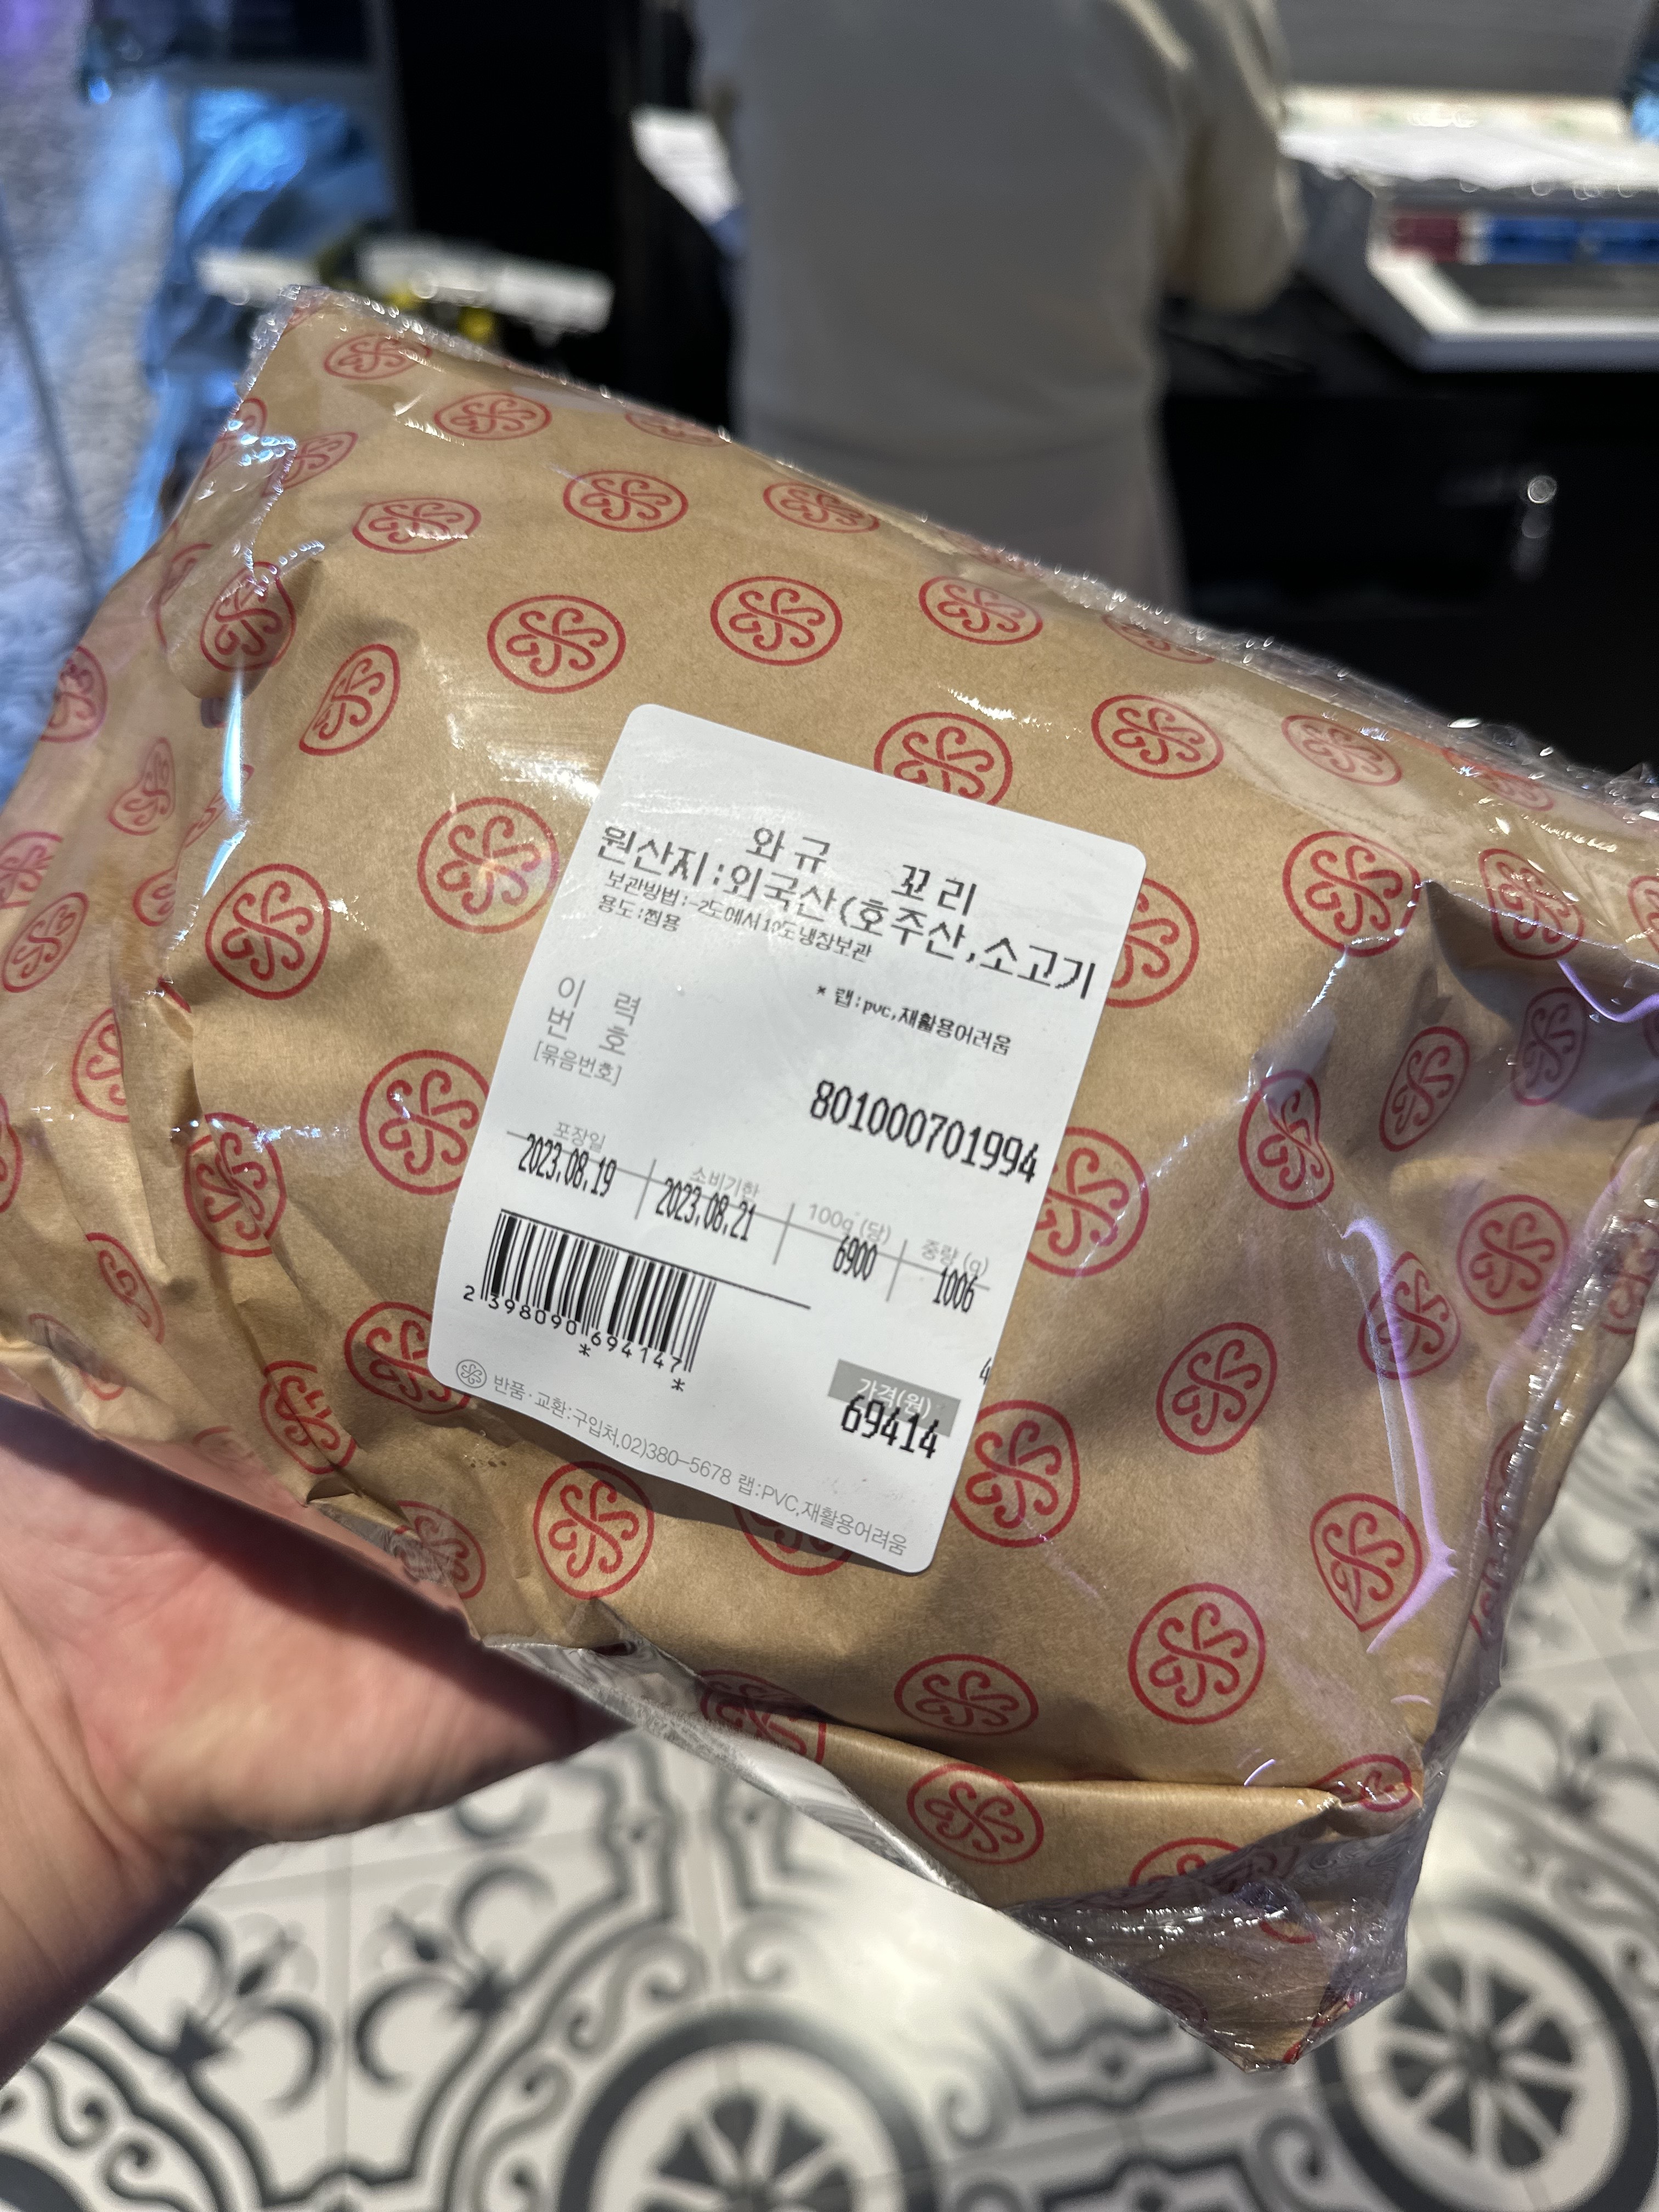 와규 꼬리
원산지:외국산(호주산,소고기
보관방법:-2도에서10도냉장보관
용도:찜용
* 랩:pvc,재활용어려움
이 력
번 호
[묶음번호]
801000701994
포장일 소비기한 100g (당) 중량 (g)
2023.08.19 2023.08.21 6900 1006
2 398090 694147
* *
4
가격(원)
69414
반품·교환:구입처,02)380-5678 랩:PVC,재활용어려움